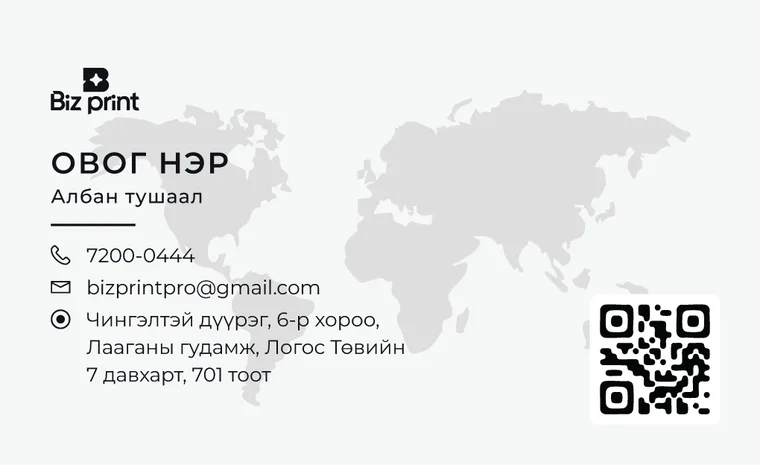 Biz print
ОВОГ НЭР
Албан тушаал
7200-0444
bizprintpro@gmail.com
Чингэлтэй дүүрэг, 6-р хороо,
Лааганы гудамж, Логос Төвийн
7 давхарт, 701 тоот